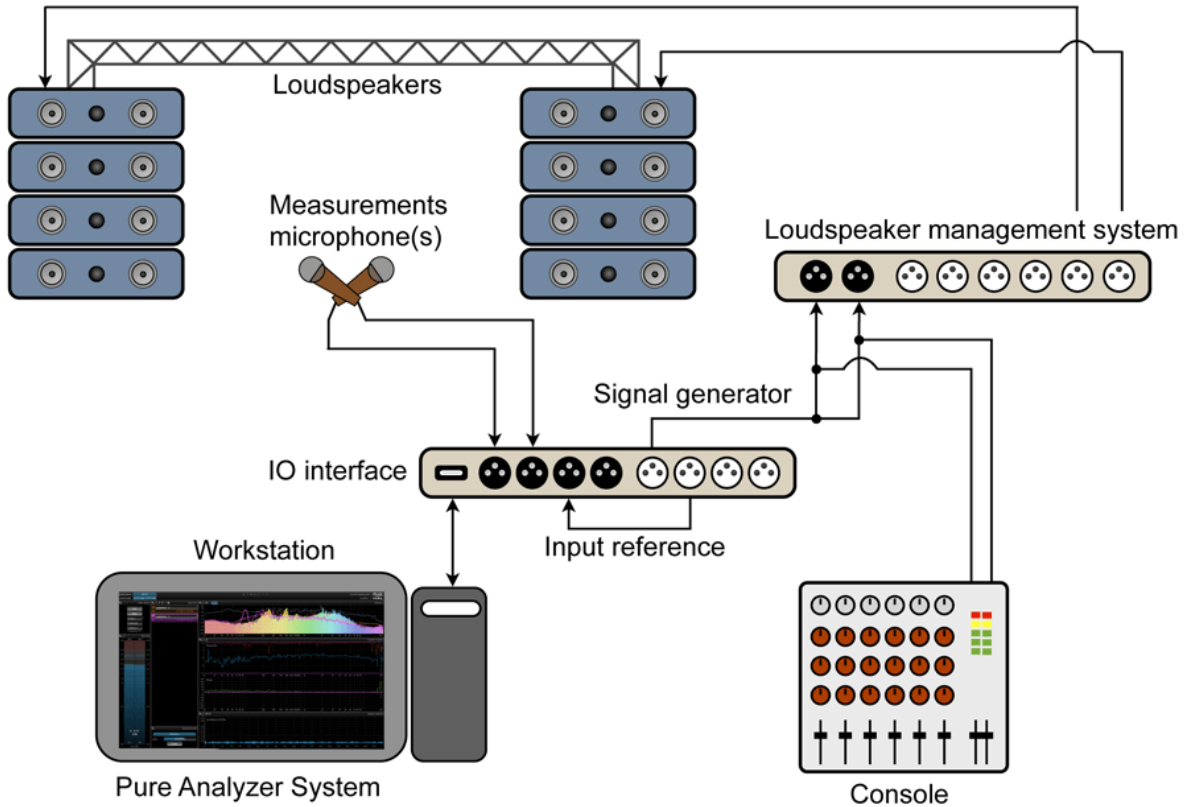 Loudspeakers
Measurements
microphone(s)
Loudspeaker management system
Signal generator
IO interface
Input reference
Workstation
Pure Analyzer System
Console